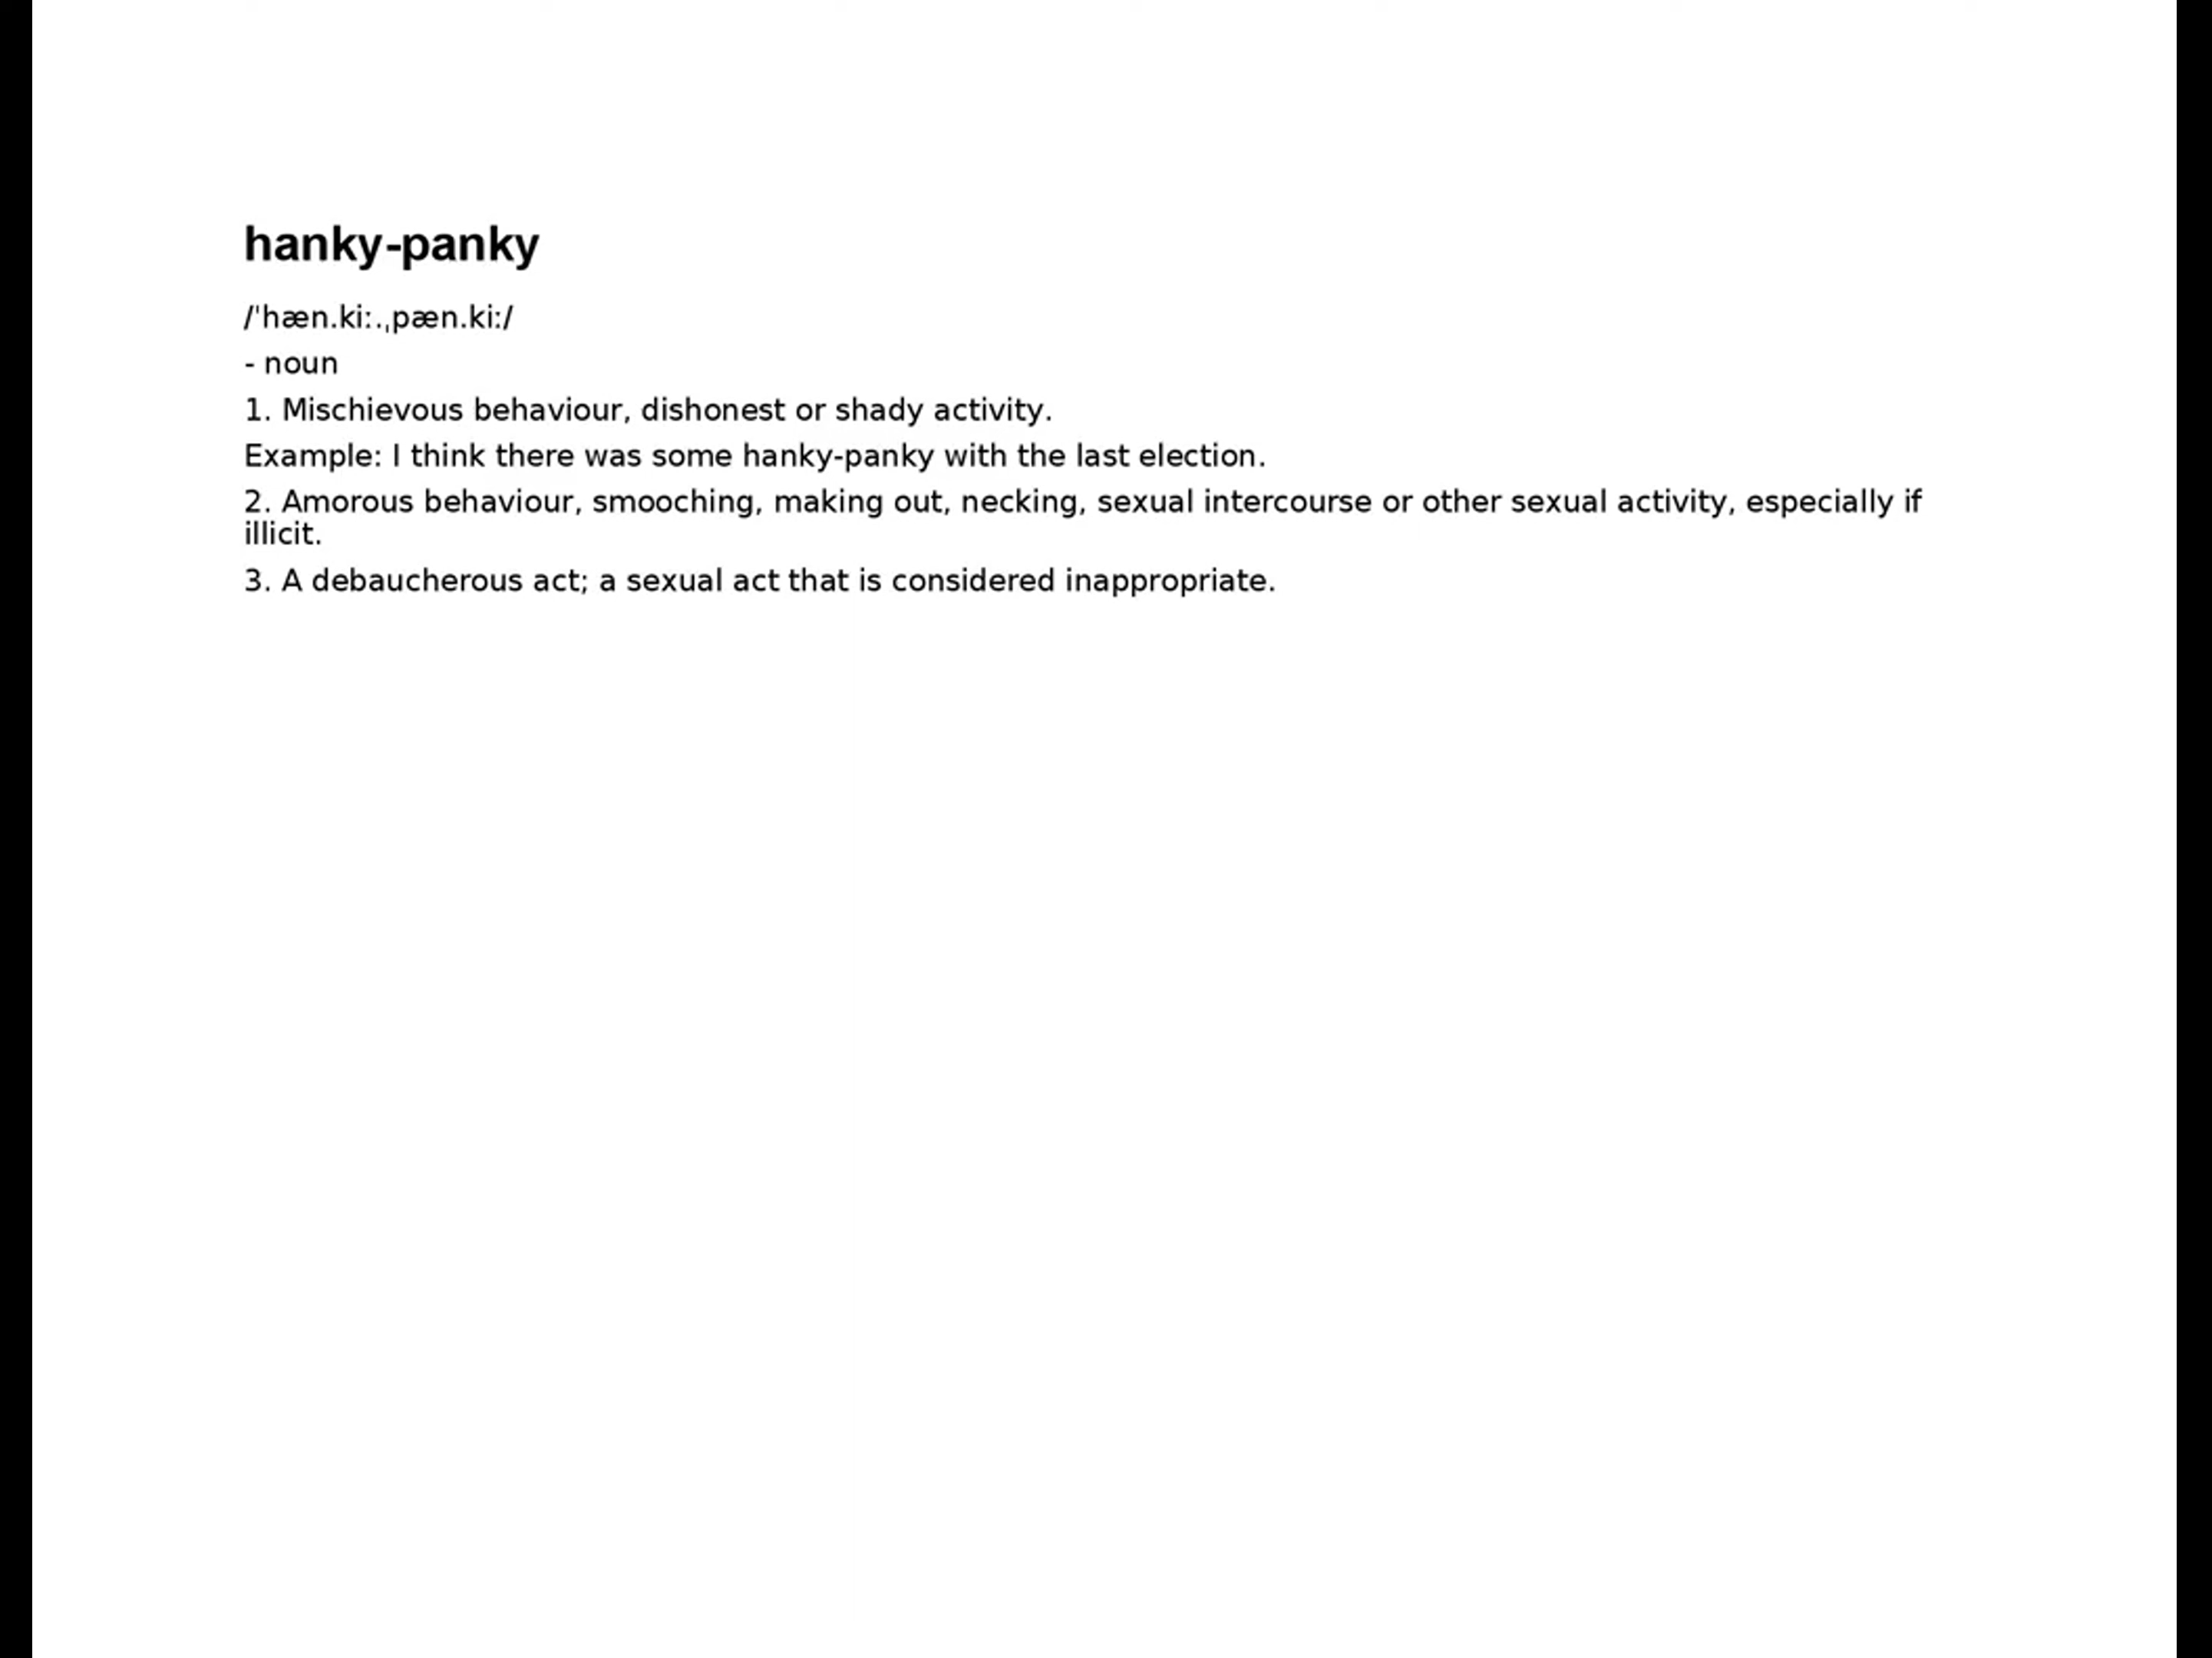 hanky-panky
/ˈhæn.kiː.ˌpæn.kiː/
- noun
1. Mischievous behaviour, dishonest or shady activity.
Example: I think there was some hanky-panky with the last election.
2. Amorous behaviour, smooching, making out, necking, sexual intercourse or other sexual activity, especially if
illicit.
3. A debaucherous act; a sexual act that is considered inappropriate.